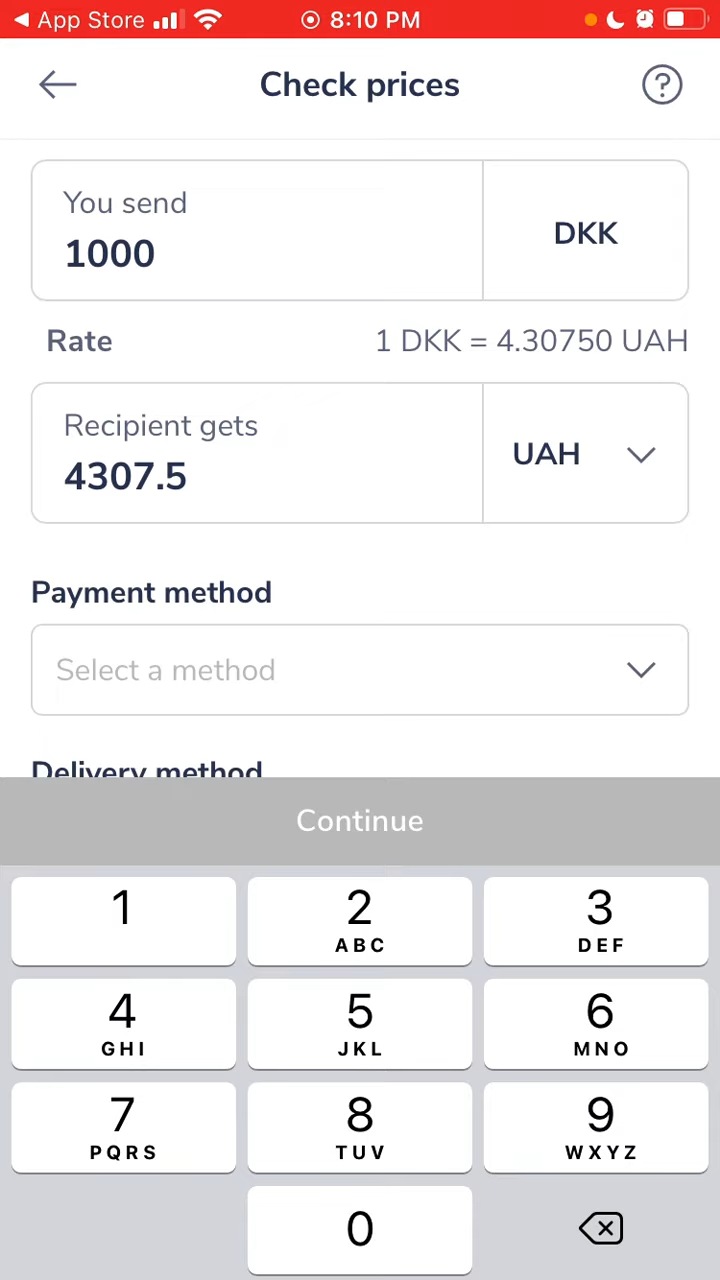 App Store 8:10 PM
Check prices
You send
1000
DKK
Rate 1 DKK = 4.30750 UAH
Recipient gets
4307.5
UAH
Payment method
Select a method
Delivery method
Continue
1 2 3
ABC DEF
4 5 6
GHI JKL MNO
7 8 9
PQRS TUV WXYZ
0